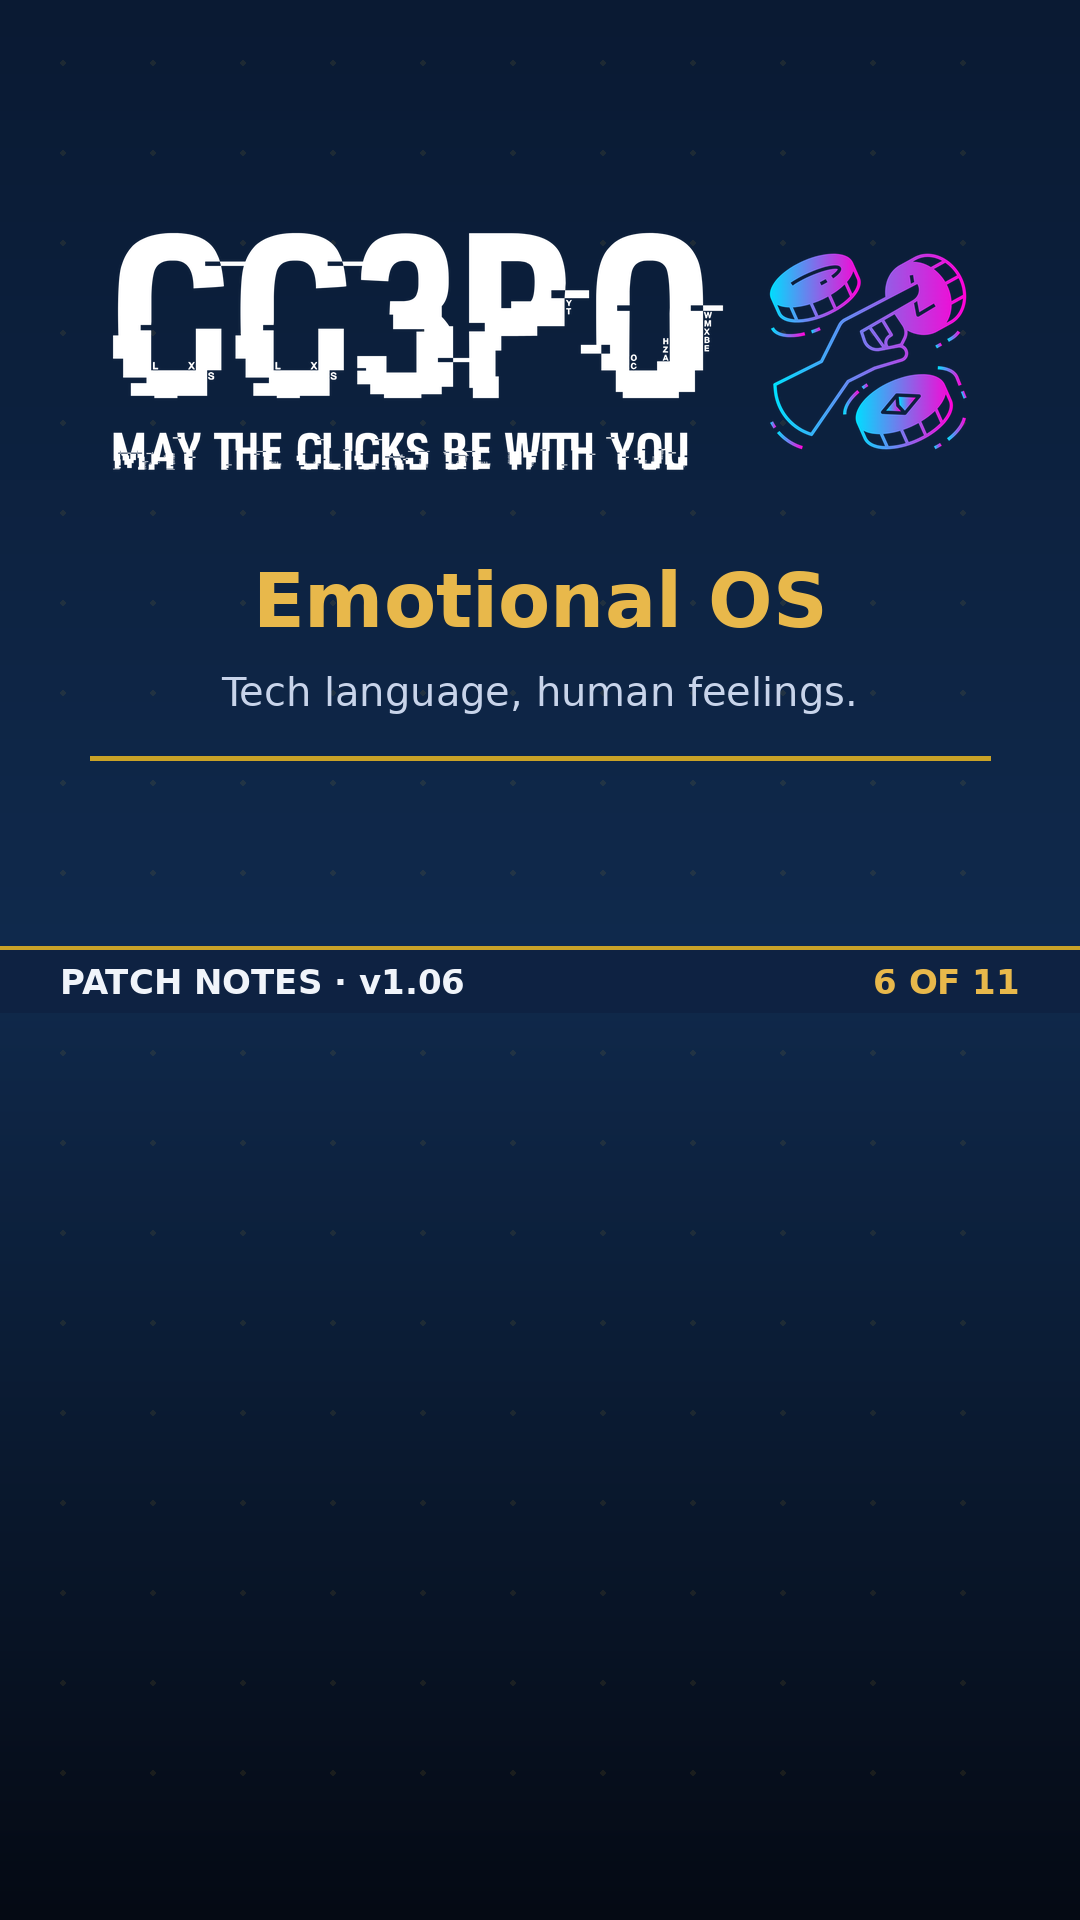 CC3PO
MAY THE CLICKS BE WITH YOU
Emotional OS
Tech language, human feelings.
PATCH NOTES · v1.06
6 OF 11